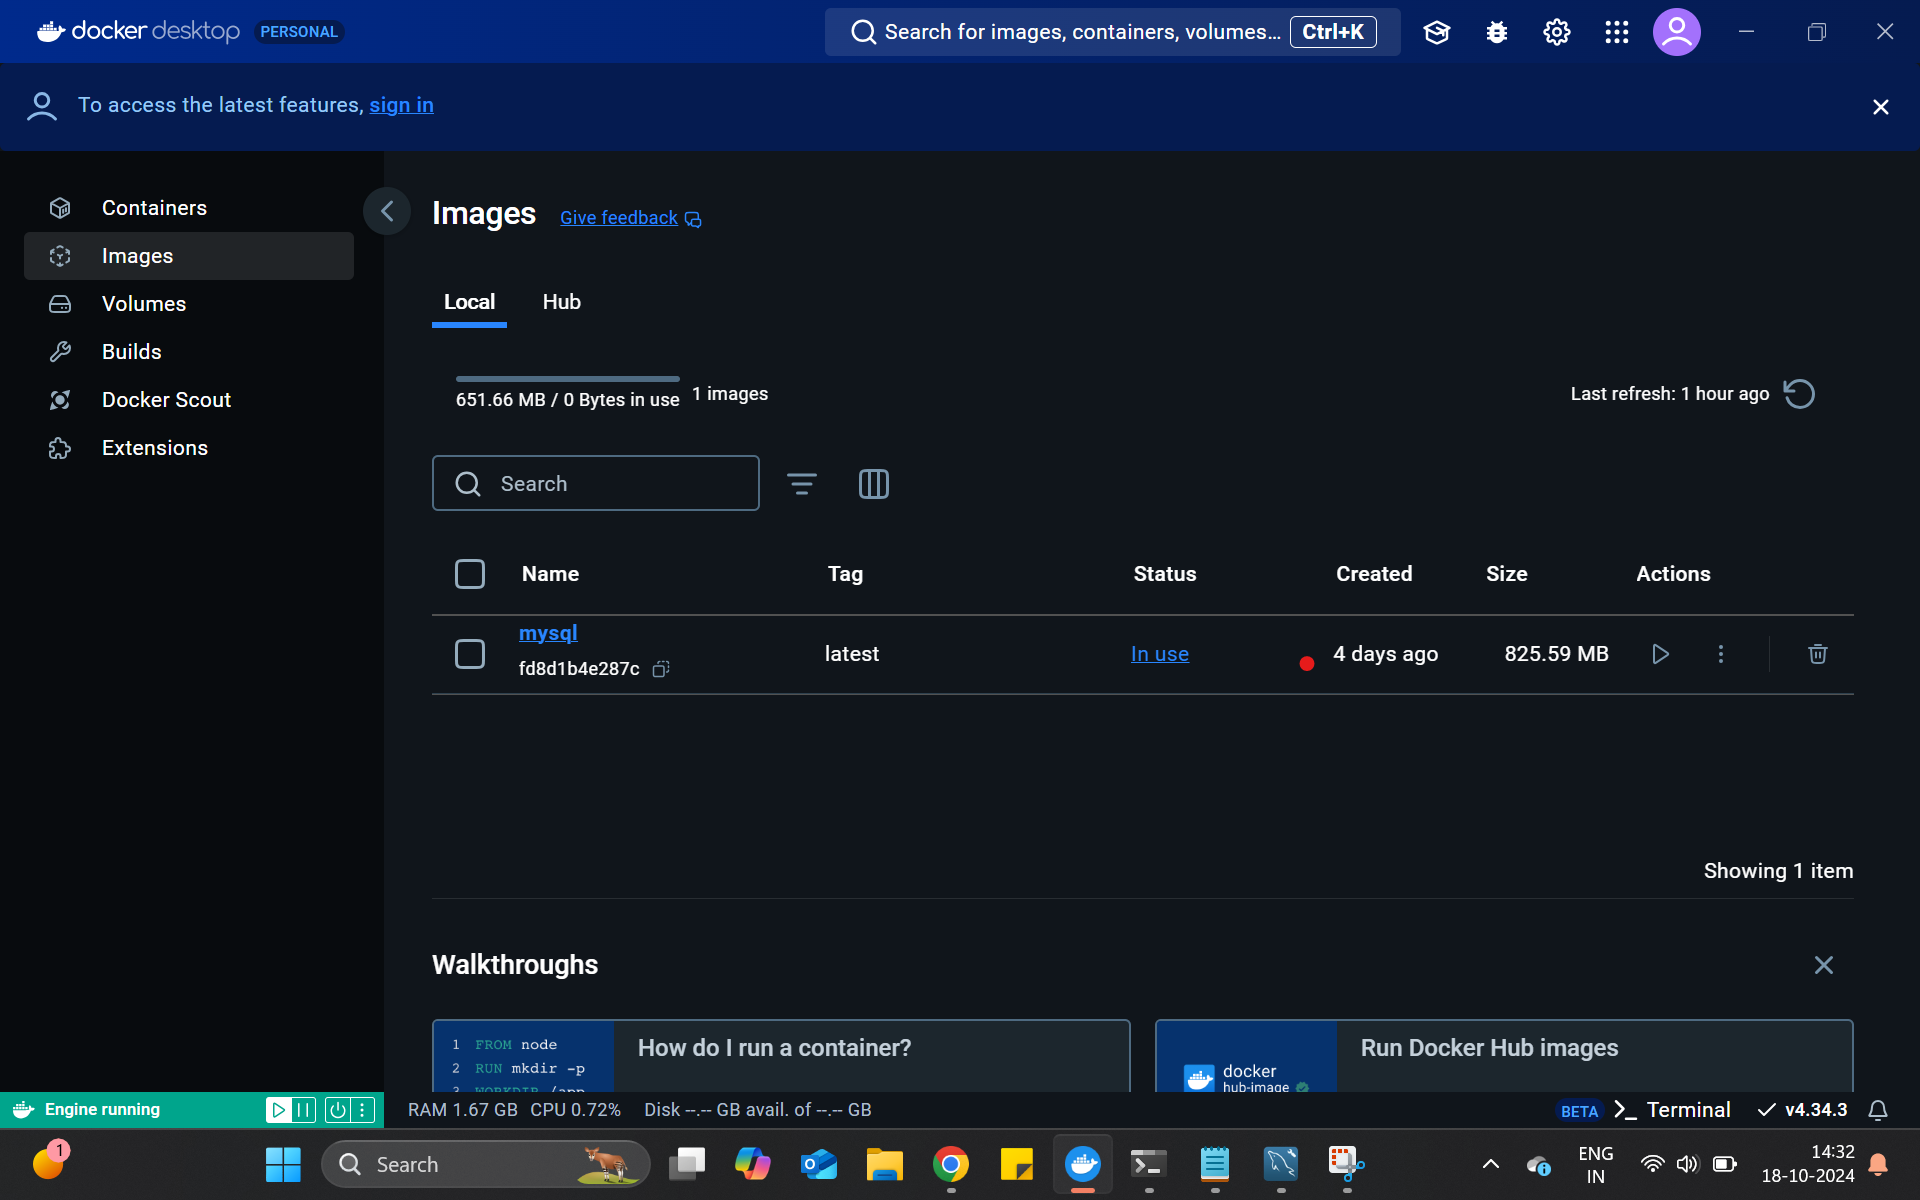 docker desktop PERSONAL
Search for images, containers, volumes... Ctrl+K
To access the latest features, sign in
Containers
Images
Volumes
Builds
Docker Scout
Extensions
Images Give feedback
Local Hub
651.66 MB / 0 Bytes in use 1 images
Last refresh: 1 hour ago
Search
Name Tag Status Created Size Actions
mysql
fd8d1b4e287c
latest In use 4 days ago 825.59 MB
Showing 1 item
Walkthroughs
1 FROM node
2 RUN mkdir -p
3 WORKDIR /app
How do I run a container?
docker
hub-image
Run Docker Hub images
Engine running
RAM 1.67 GB CPU 0.72% Disk --.-- GB avail. of --.-- GB
BETA Terminal v4.34.3
1
Search
ENG
IN
14:32
18-10-2024